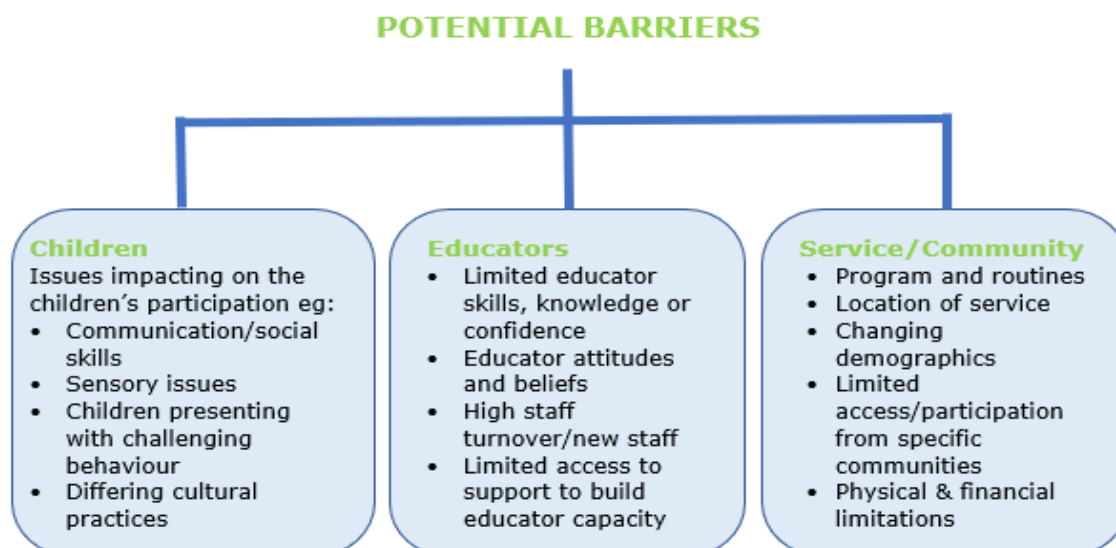 POTENTIAL BARRIERS
Children
Issues impacting on the
children's participation eg:
• Communication/social
skills
• Sensory issues
• Children presenting
with challenging
behaviour
• Differing cultural
practices
Educators
• Limited educator
skills, knowledge or
confidence
• Educator attitudes
and beliefs
• High staff
turnover/new staff
• Limited access to
support to build
educator capacity
Service/Community
• Program and routines
• Location of service
• Changing
demographics
• Limited
access/participation
from specific
communities
• Physical & financial
limitations